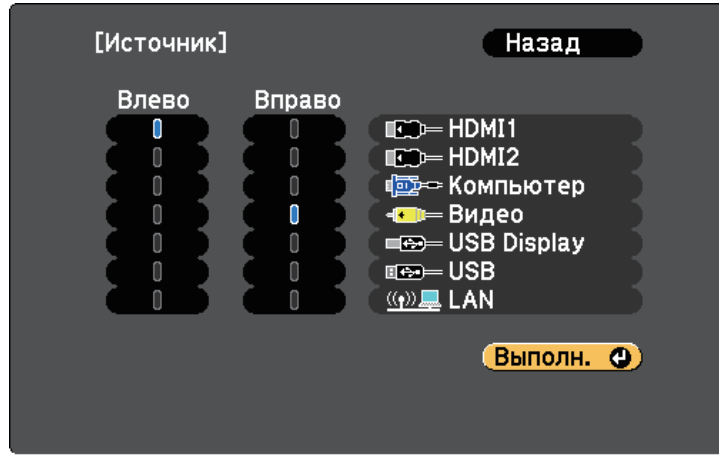 [Источник] Назад
Влево Вправо
HDMI1
HDMI2
Компьютер
Видео
USB Display
USB
LAN
Выполн.